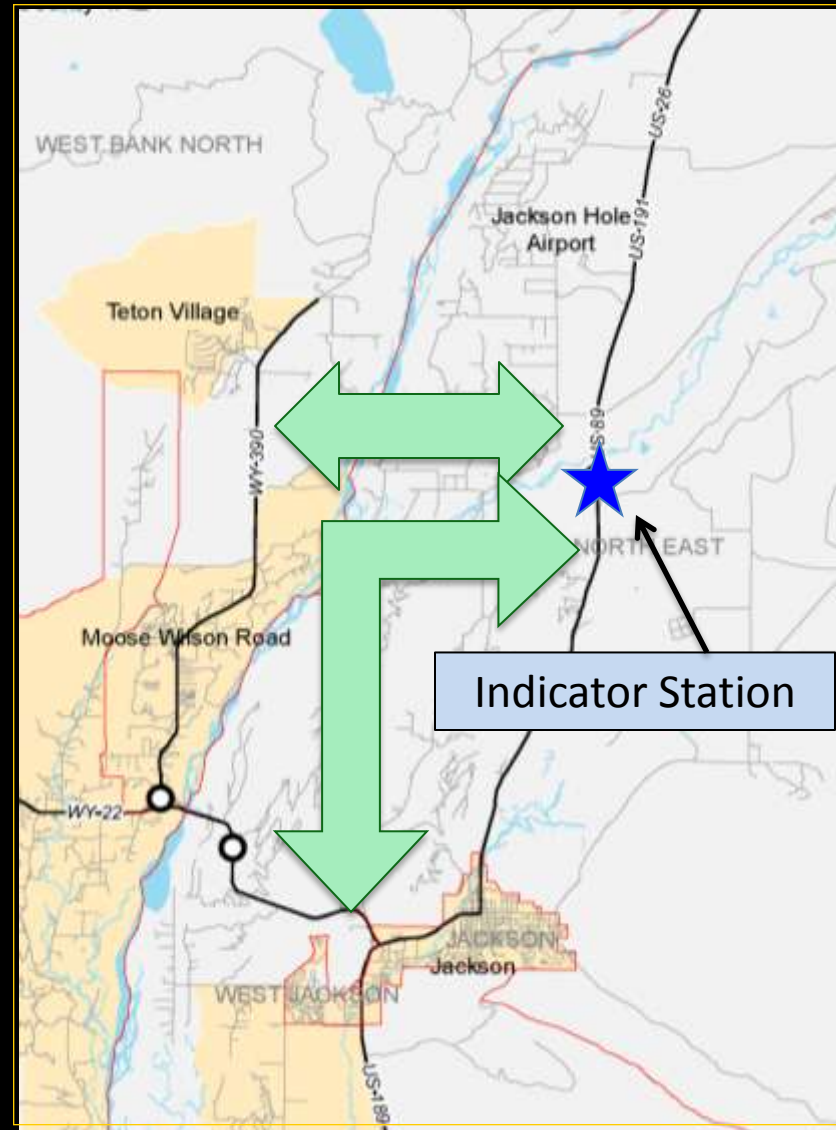 US-26
WEST BANK NORTH
Jackson Hole
Airport
US-191
Teton Village
WY-390
US-89
NORTH EAST
Moose Wilson Road
Indicator Station
WY-22
JACKSON
Jackson
WEST JACKSON
US-189